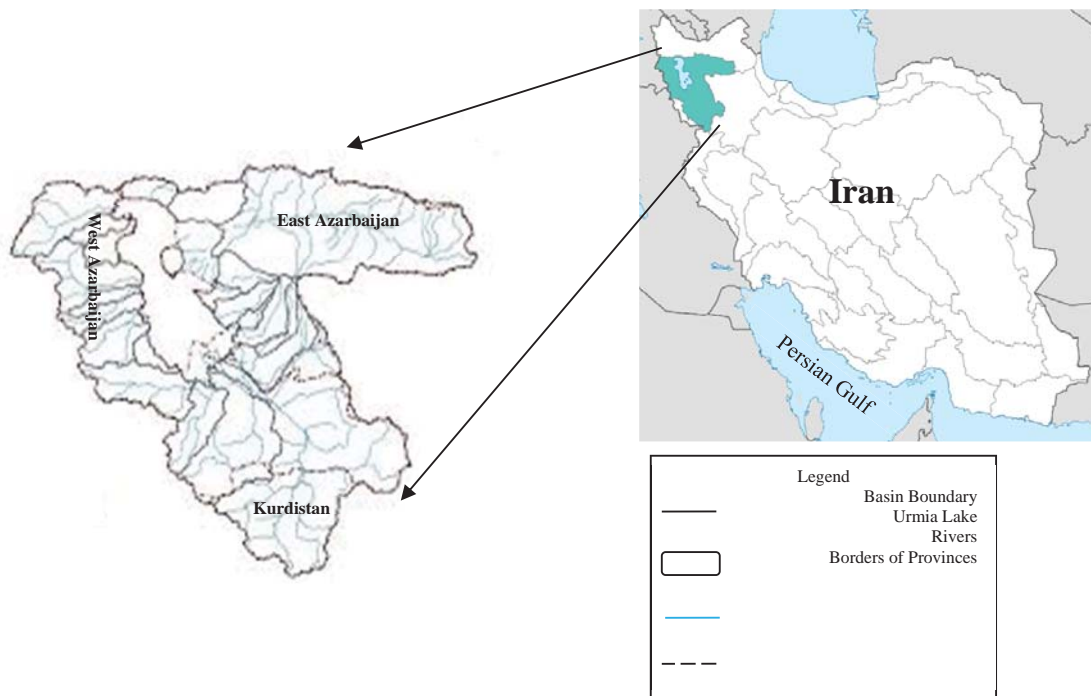 East Azarbaijan
West Azarbaijan
Kurdistan
Iran
Persian Gulf
Legend
Basin Boundary
Urmia Lake
Rivers
Borders of Provinces